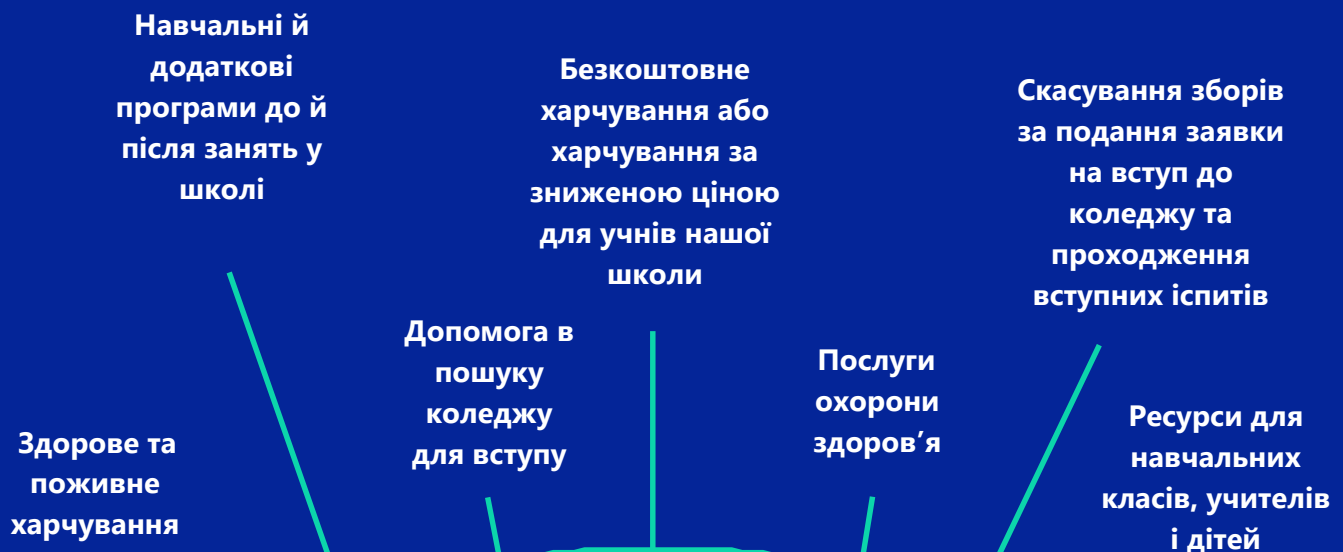 Навчальні й
додаткові
програми до й
після занять у
школі
Безкоштовне
харчування або
харчування за
зниженою ціною
для учнів нашої
школи
Скасування зборів
за подання заявки
на вступ до
коледжу та
проходження
вступних іспитів
Допомога в
пошуку
коледжу
для вступу
Послуги
охорони
здоров’я
Здорове та
поживне
харчування
Ресурси для
навчальних
класів, учителів
і дітей